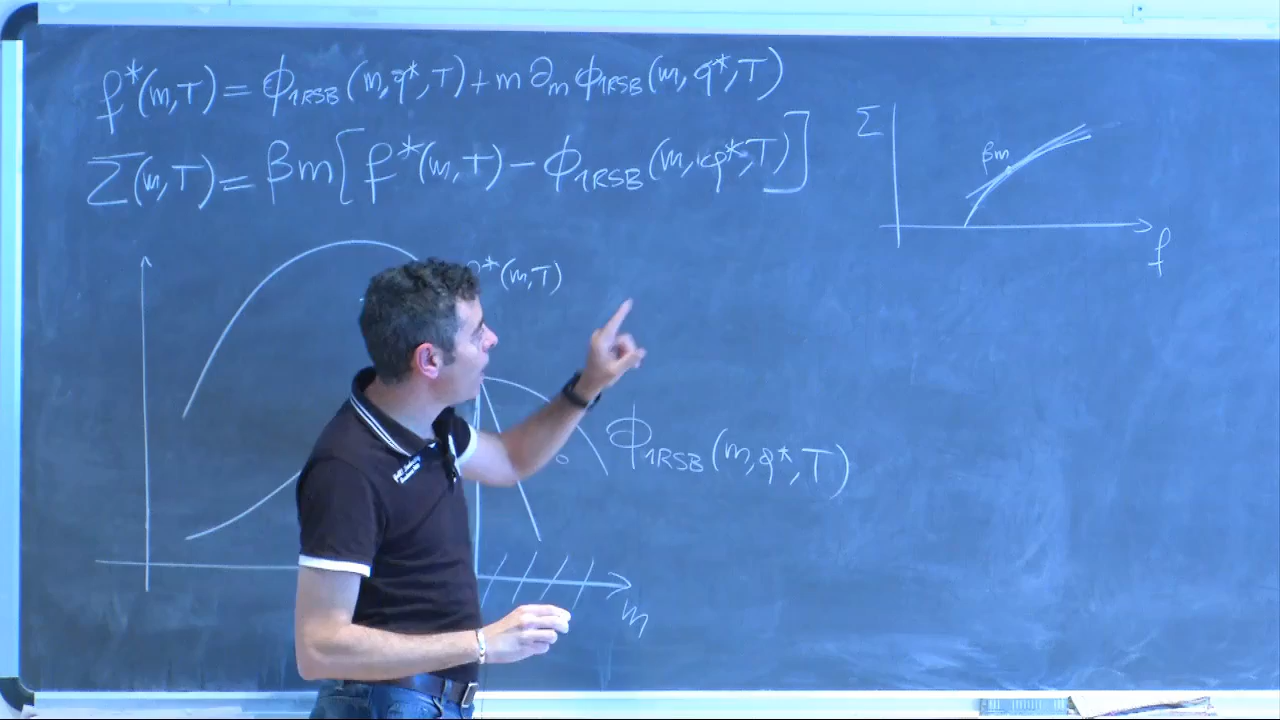 f*(m,T) = ϕ₁RSB(m,q*,T) + m ∂ₘ ϕ₁RSB(m,q*,T)
Σ(m,T) = βm[f*(m,T) − ϕ₁RSB(m,q*,T)]
Σ
βm
f
*(m,T)
ϕ₁RSB(m,q*,T)
m